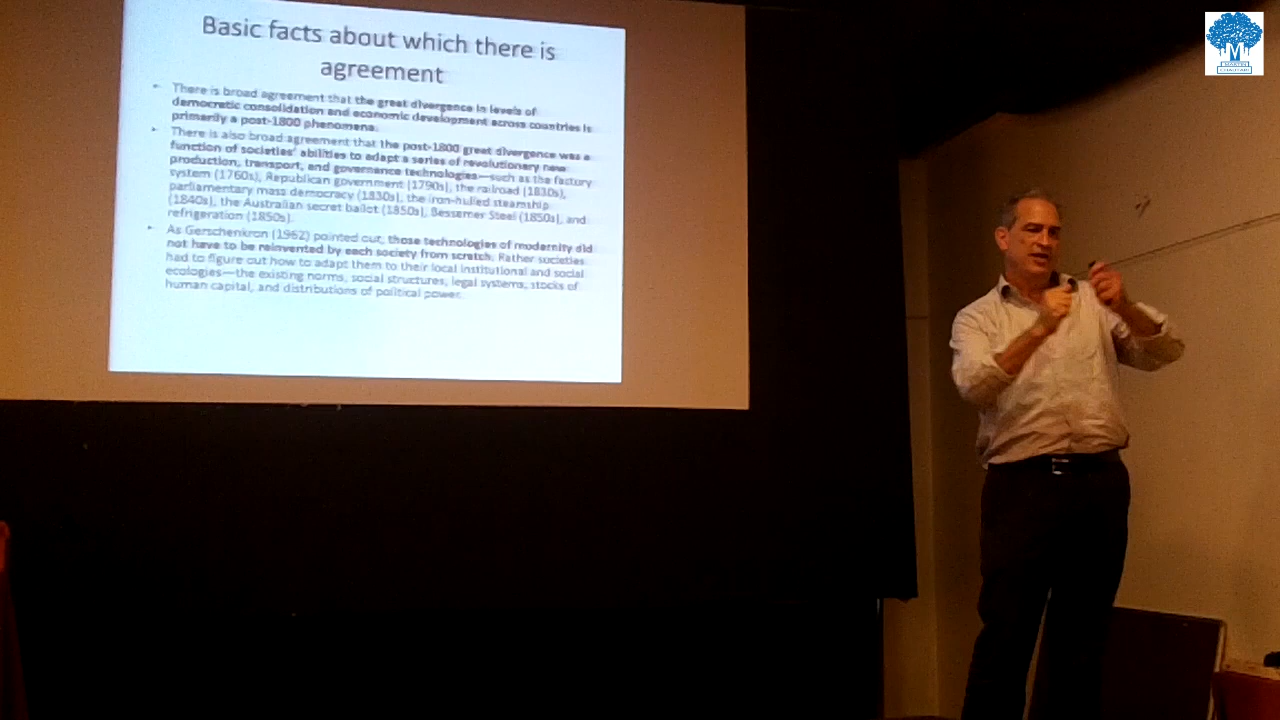 Basic facts about which there is
agreement
There is broad agreement that the great divergence in levels of
democratic consolidation and economic development across countries is
primarily a post-1800 phenomena.
There is also broad agreement that the post-1800 great divergence was a
function of societies' abilities to adapt a series of revolutionary new
production, transport, and governance technologies—such as the factory
system (1760s), Republican government (1790s), the railroad (1830s),
parliamentary mass democracy (1830s), the iron-hulled steamship
(1840s), the Australian secret ballot (1850s), Bessemer Steel (1850s), and
refrigeration (1850s).
As Gerschenkron (1962) pointed out, those technologies of modernity did
not have to be reinvented by each society from scratch. Rather societies
had to figure out how to adapt them to their local institutional and social
ecologies—the existing norms, social structures, legal systems, stocks of
human capital, and distributions of political power.
M
MARTIN
CHAUTARI